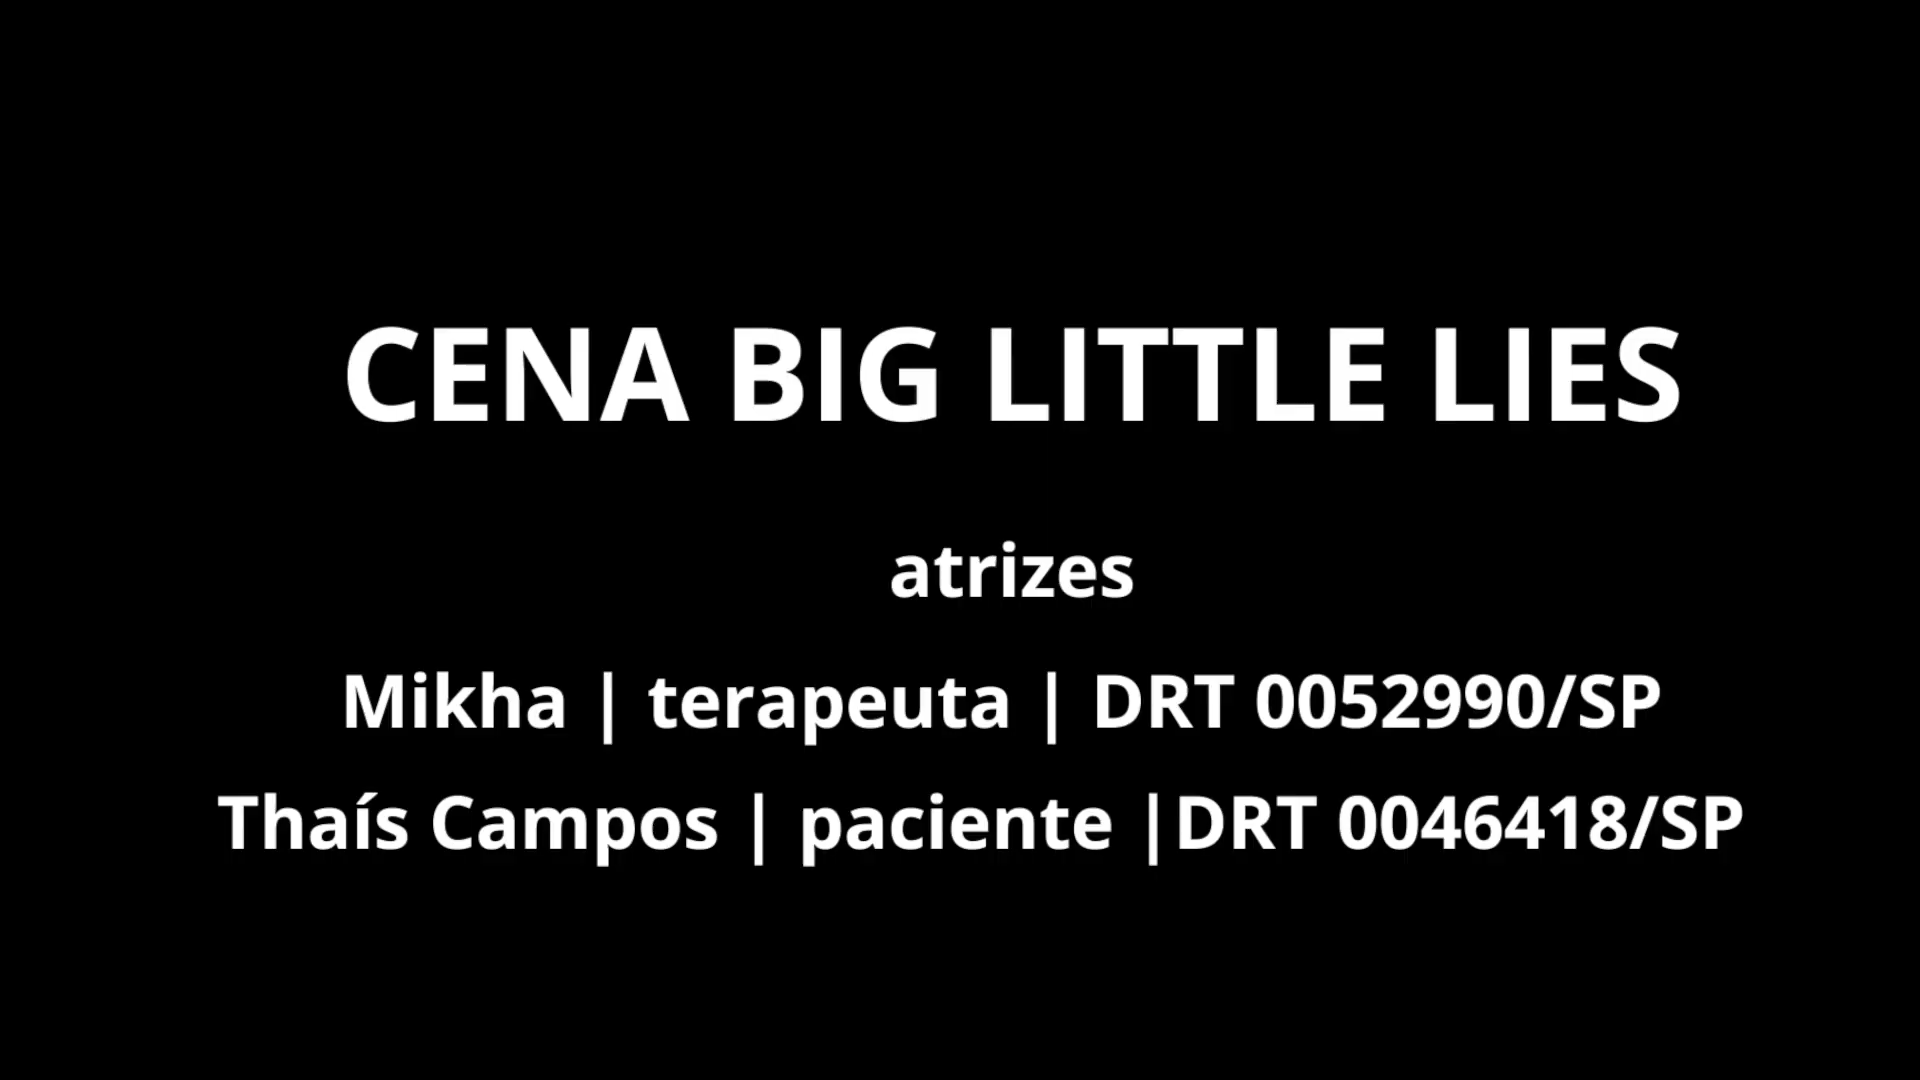 CENA BIG LITTLE LIES
atrizes
Mikha | terapeuta | DRT 0052990/SP
Thaís Campos | paciente |DRT 0046418/SP